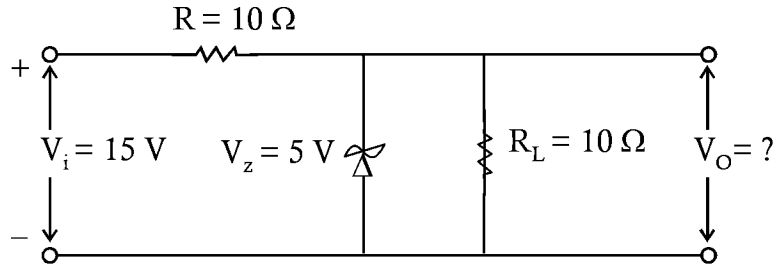 R = 10 Ω
+
V_i = 15 V
V_z = 5 V
R_L = 10 Ω
V_O = ?
–